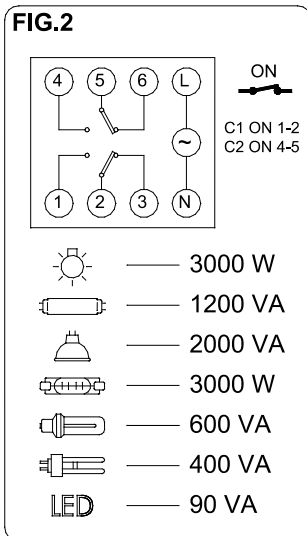 FIG.2
4 5 6 L
ON
~
C1 ON 1-2
C2 ON 4-5
1 2 3 N
3000 W
1200 VA
2000 VA
3000 W
600 VA
400 VA
LED 90 VA